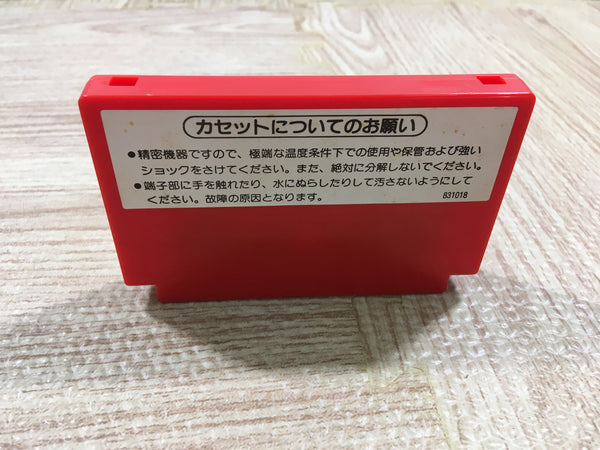 カセットについてのお願い
●精密機器ですので、極端な温度条件下での使用や保管および強い
ショックをさけてください。また、絶対に分解しないでください。
●端子部に手を触れたり、水にぬらしたりして汚さないようにして
ください。故障の原因となります。
831018